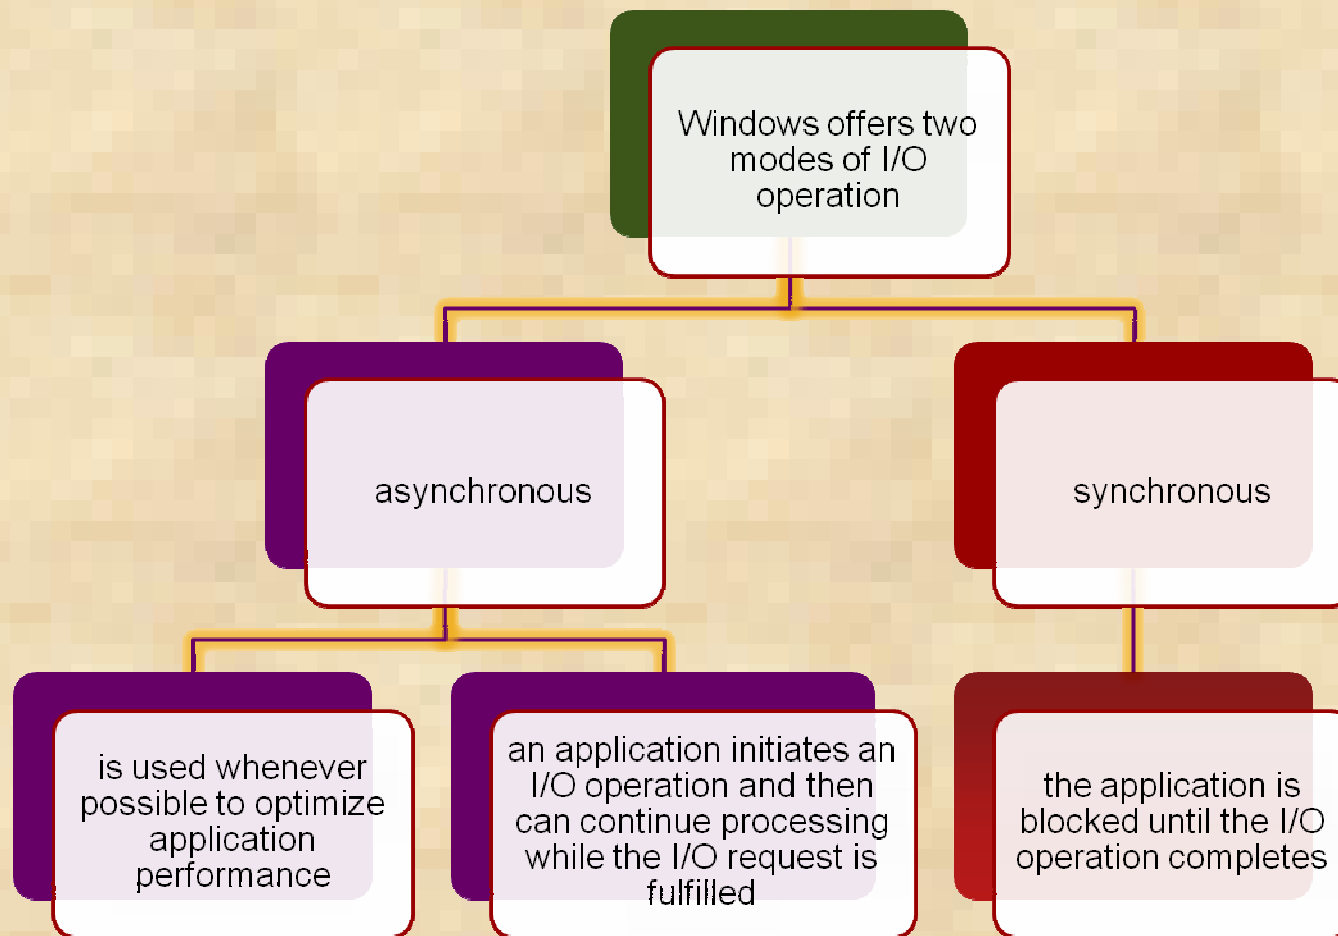 Windows offers two
modes of I/O
operation
asynchronous
synchronous
is used whenever
possible to optimize
application
performance
an application initiates an
I/O operation and then
can continue processing
while the I/O request is
fulfilled
the application is
blocked until the I/O
operation completes